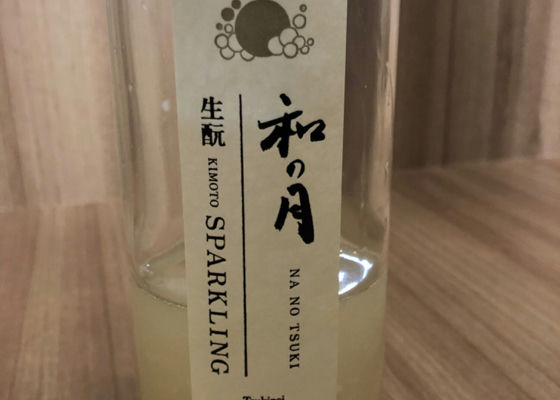 和の月
NA NO TSUKI
生酛
KIMOTO SPARKLING